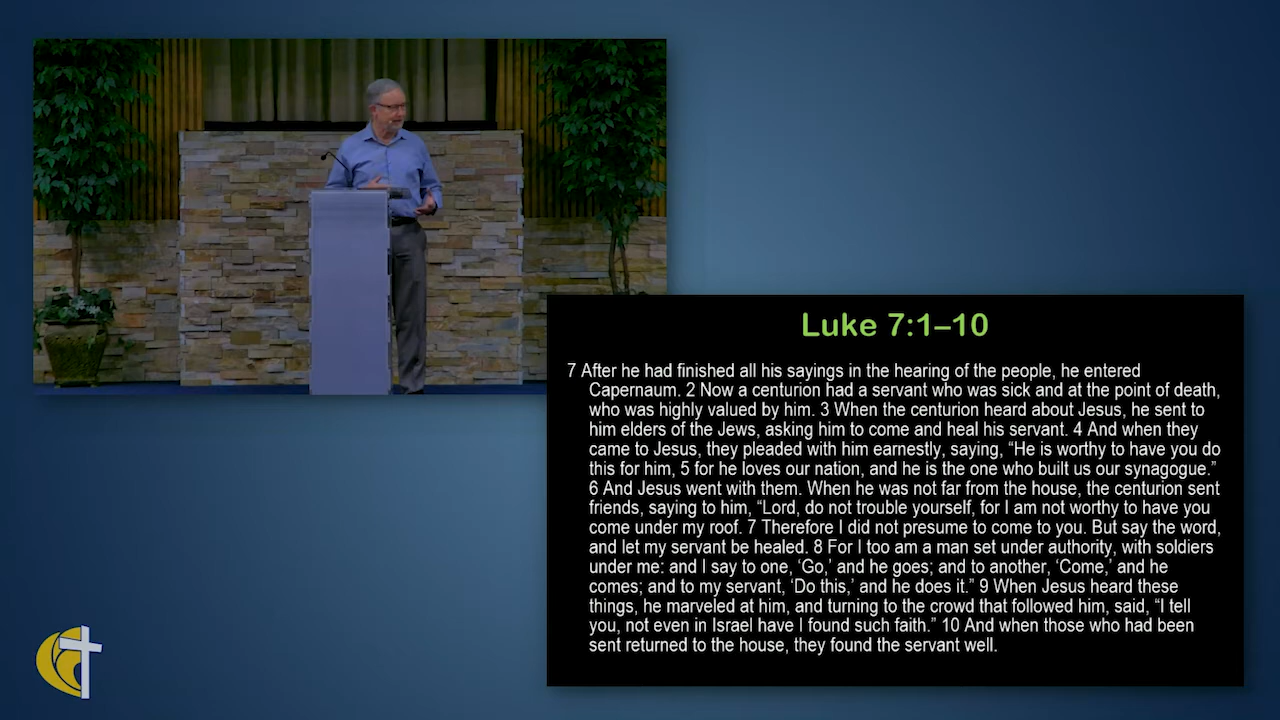 Luke 7:1–10
7 After he had finished all his sayings in the hearing of the people, he entered
Capernaum. 2 Now a centurion had a servant who was sick and at the point of death,
who was highly valued by him. 3 When the centurion heard about Jesus, he sent to
him elders of the Jews, asking him to come and heal his servant. 4 And when they
came to Jesus, they pleaded with him earnestly, saying, “He is worthy to have you do
this for him, 5 for he loves our nation, and he is the one who built us our synagogue.”
6 And Jesus went with them. When he was not far from the house, the centurion sent
friends, saying to him, “Lord, do not trouble yourself, for I am not worthy to have you
come under my roof. 7 Therefore I did not presume to come to you. But say the word,
and let my servant be healed. 8 For I too am a man set under authority, with soldiers
under me: and I say to one, ‘Go,’ and he goes; and to another, ‘Come,’ and he
comes; and to my servant, ‘Do this,’ and he does it.” 9 When Jesus heard these
things, he marveled at him, and turning to the crowd that followed him, said, “I tell
you, not even in Israel have I found such faith.” 10 And when those who had been
sent returned to the house, they found the servant well.